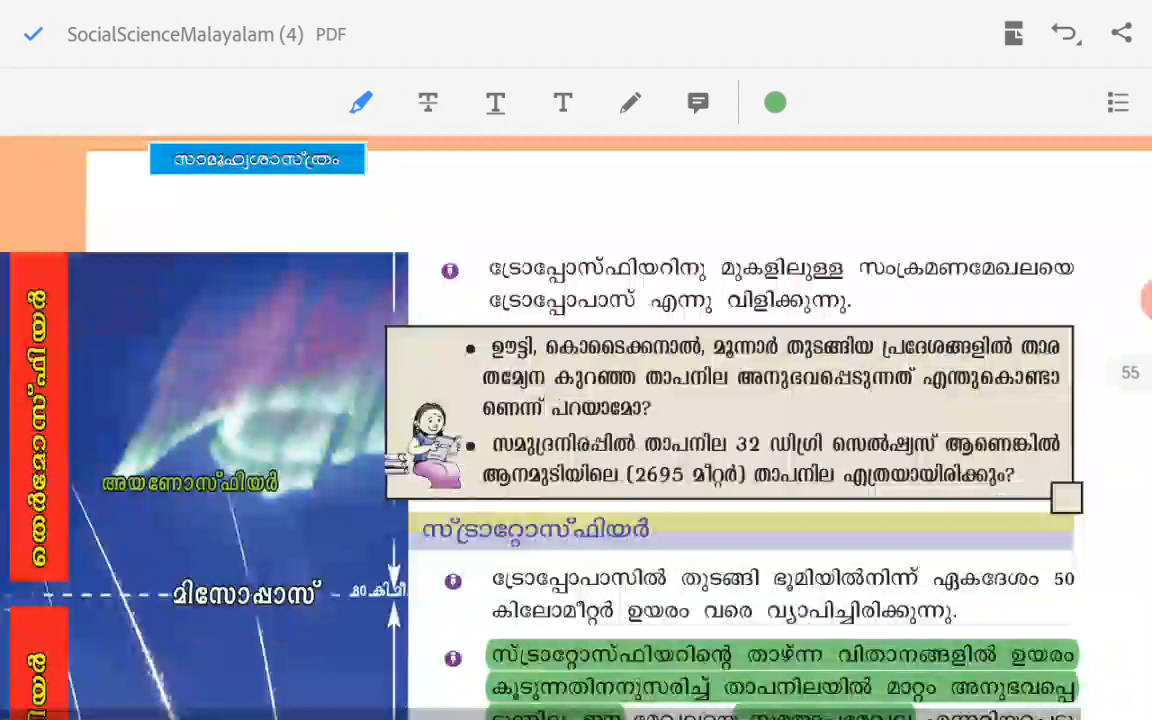 SocialScienceMalayalam (4) PDF
സാമൂഹ്യശാസ്ത്രം
ട്രോപ്പോസ്ഫിയറിനു മുകളിലുള്ള സംക്രമണമേഖലയെ
ട്രോപ്പോപാസ് എന്നു വിളിക്കുന്നു.
• ഊട്ടി, കൊടൈക്കനാൽ, മൂന്നാർ തുടങ്ങിയ പ്രദേശങ്ങളിൽ താര
തമ്യേന കുറഞ്ഞ താപനില അനുഭവപ്പെടുന്നത് എന്തുകൊണ്ടാ
ണെന്ന് പറയാമോ?
• സമുദ്രനിരപ്പിൽ താപനില 32 ഡിഗ്രി സെൽഷ്യസ് ആണെങ്കിൽ
ആനമുടിയിലെ (2695 മീറ്റർ) താപനില എത്രയായിരിക്കും?
55
തെർമോസ്ഫിയർ
അയണോസ്ഫിയർ
മിസോപ്പാസ്
80 കി.മീ
യർ
സ്ട്രാറ്റോസ്ഫിയർ
ട്രോപ്പോപാസിൽ തുടങ്ങി ഭൂമിയിൽനിന്ന് ഏകദേശം 50
കിലോമീറ്റർ ഉയരം വരെ വ്യാപിച്ചിരിക്കുന്നു.
സ്ട്രാറ്റോസ്ഫിയറിന്റെ താഴ്ന്ന വിതാനങ്ങളിൽ ഉയരം
കൂടുന്നതിനനുസരിച്ച് താപനിലയിൽ മാറ്റം അനുഭവപ്പെ